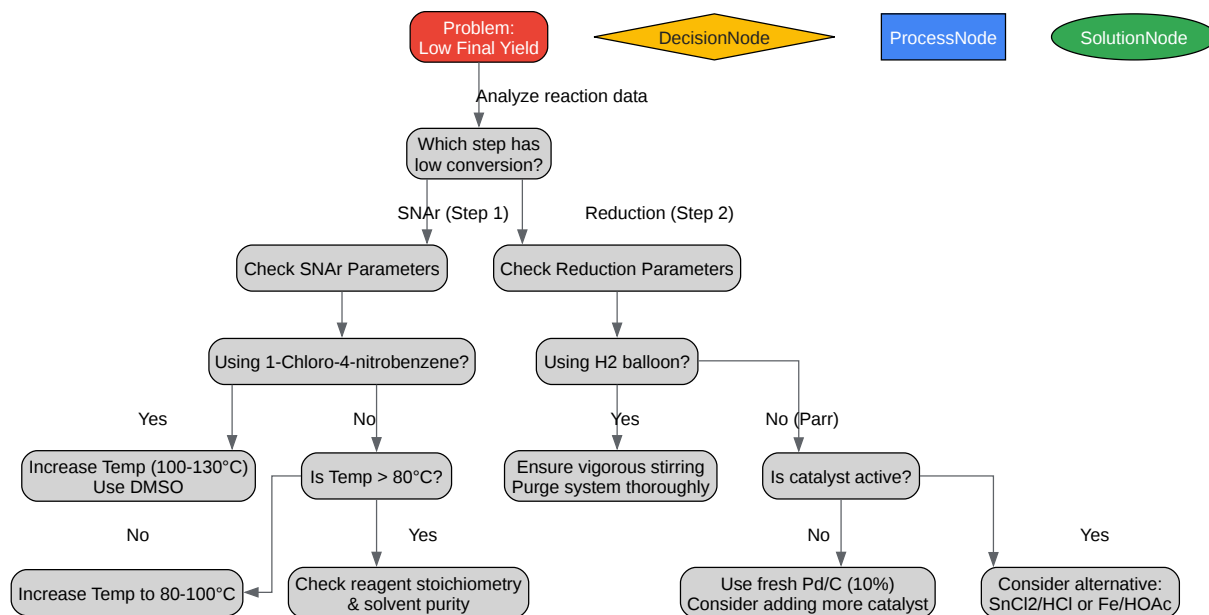 Problem:
Low Final Yield
DecisionNode
ProcessNode
SolutionNode
Analyze reaction data
Which step has
low conversion?
SNAr (Step 1)
Reduction (Step 2)
Check SNAr Parameters
Check Reduction Parameters
Using 1-Chloro-4-nitrobenzene?
Using H2 balloon?
Yes
No
Yes
No (Parr)
Increase Temp (100-130°C)
Use DMSO
Is Temp > 80°C?
Ensure vigorous stirring
Purge system thoroughly
Is catalyst active?
No
Yes
No
Yes
Increase Temp to 80-100°C
Check reagent stoichiometry
& solvent purity
Use fresh Pd/C (10%)
Consider adding more catalyst
Consider alternative:
SnCl2/HCl or Fe/HOAc